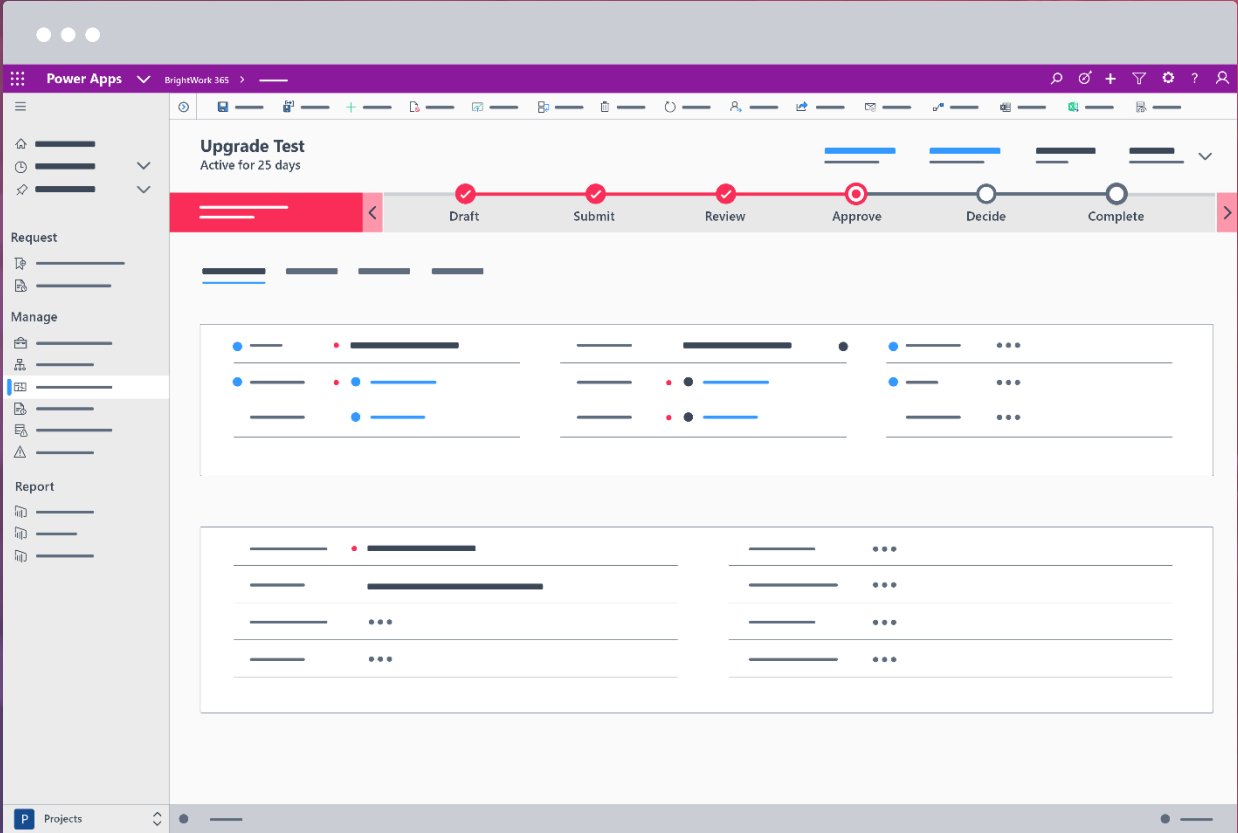 Power Apps BrightWork 365
Upgrade Test
Active for 25 days
Draft Submit Review Approve Decide Complete
Request
Manage
Report
P Projects